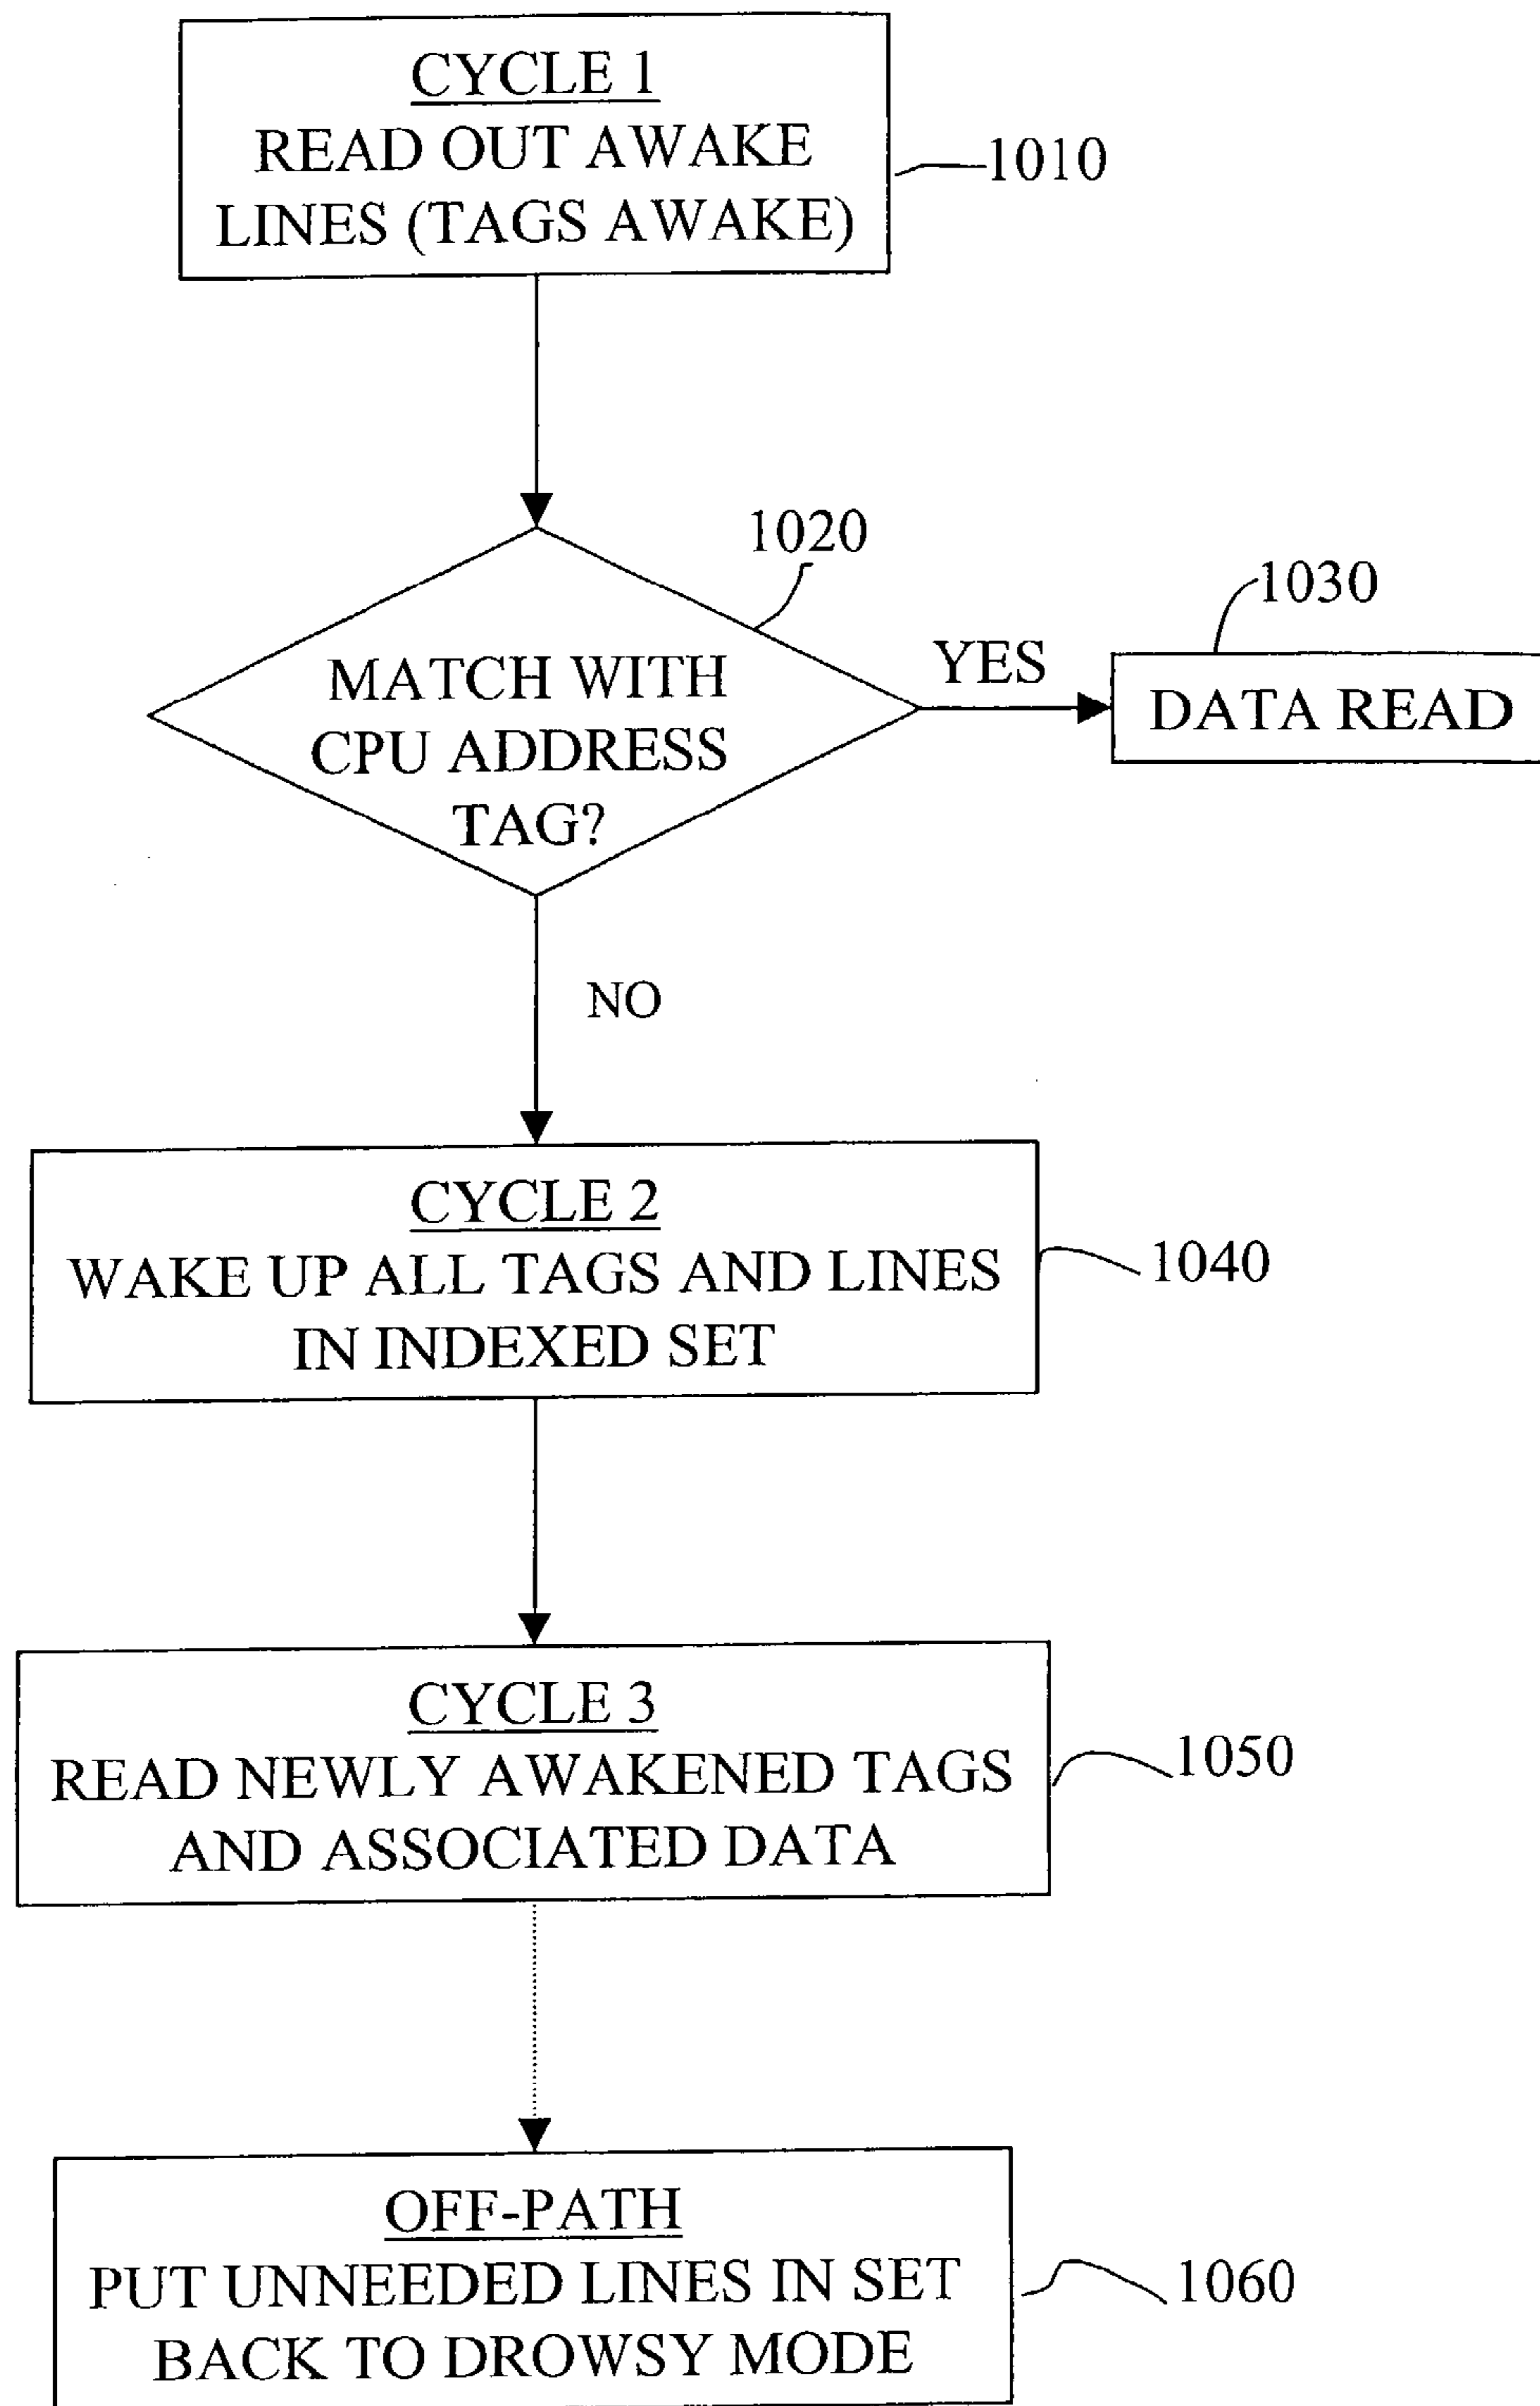 CYCLE 1
READ OUT AWAKE
LINES (TAGS AWAKE)
1010
1020
MATCH WITH
CPU ADDRESS
TAG?
YES
1030
DATA READ
NO
CYCLE 2
WAKE UP ALL TAGS AND LINES
IN INDEXED SET
1040
CYCLE 3
READ NEWLY AWAKENED TAGS
AND ASSOCIATED DATA
1050
OFF-PATH
PUT UNNEEDED LINES IN SET
BACK TO DROWSY MODE
1060